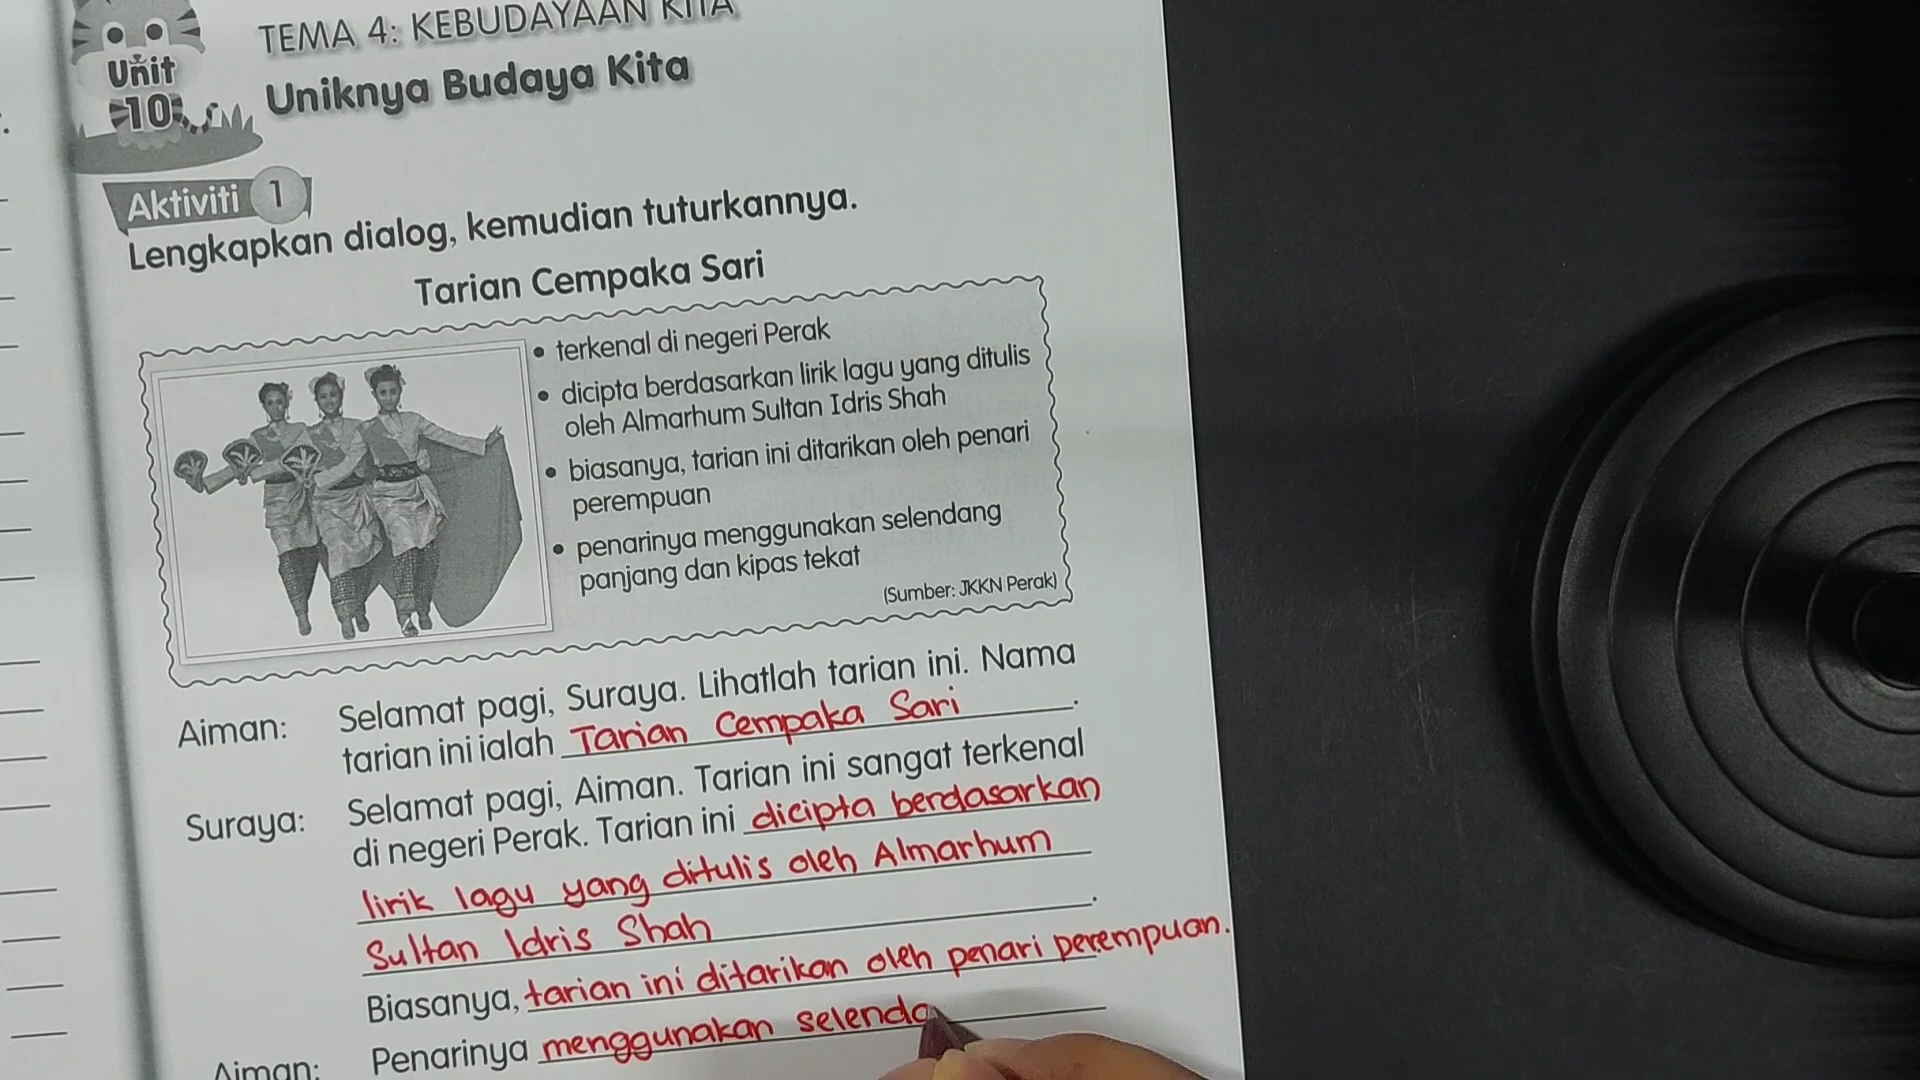 TEMA 4: KEBUDAYAAN KITA
Unit
10
Uniknya Budaya Kita
Aktiviti 1
Lengkapkan dialog, kemudian tuturkannya.
Tarian Cempaka Sari
• terkenal di negeri Perak
• dicipta berdasarkan lirik lagu yang ditulis
oleh Almarhum Sultan Idris Shah
• biasanya, tarian ini ditarikan oleh penari
perempuan
• penarinya menggunakan selendang
panjang dan kipas tekat
(Sumber: JKKN Perak)
Aiman: Selamat pagi, Suraya. Lihatlah tarian ini. Nama
tarian ini ialah Tarian Cempaka Sari.
Suraya: Selamat pagi, Aiman. Tarian ini sangat terkenal
di negeri Perak. Tarian ini dicipta berdasarkan
lirik lagu yang ditulis oleh Almarhum
Sultan Idris Shah.
Biasanya, tarian ini ditarikan oleh penari perempuan.
Aiman: Penarinya menggunakan selenda